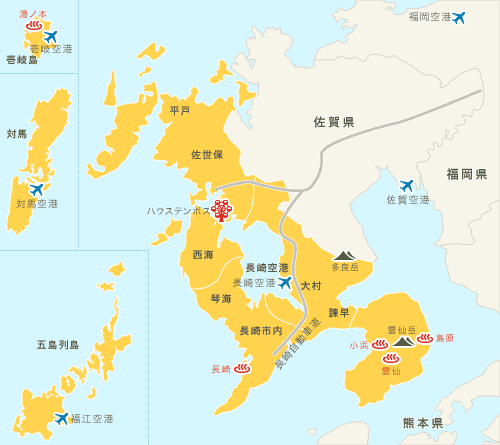 湯ノ本
壱岐空港
壱岐島
対馬
対馬空港
五島列島
福江空港
福岡空港
平戸
佐世保
佐賀県
福岡県
佐賀空港
ハウステンボス
西海
長崎空港
長崎空港
多良岳
大村
琴海
諫早
長崎市内
長崎自動車道
長崎
雲仙岳
小浜
島原
雲仙
熊本県